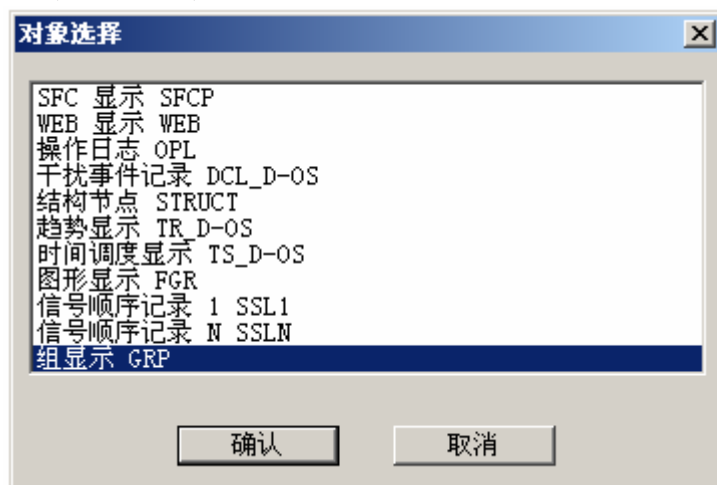 对象选择
SFC 显示 SFCP
WEB 显示 WEB
操作日志 OPL
干扰事件记录 DCL_D-OS
结构节点 STRUCT
趋势显示 TR_D-OS
时间调度显示 TS_D-OS
图形显示 FGR
信号顺序记录 1 SSL1
信号顺序记录 N SSLN
组显示 GRP
确认 取消